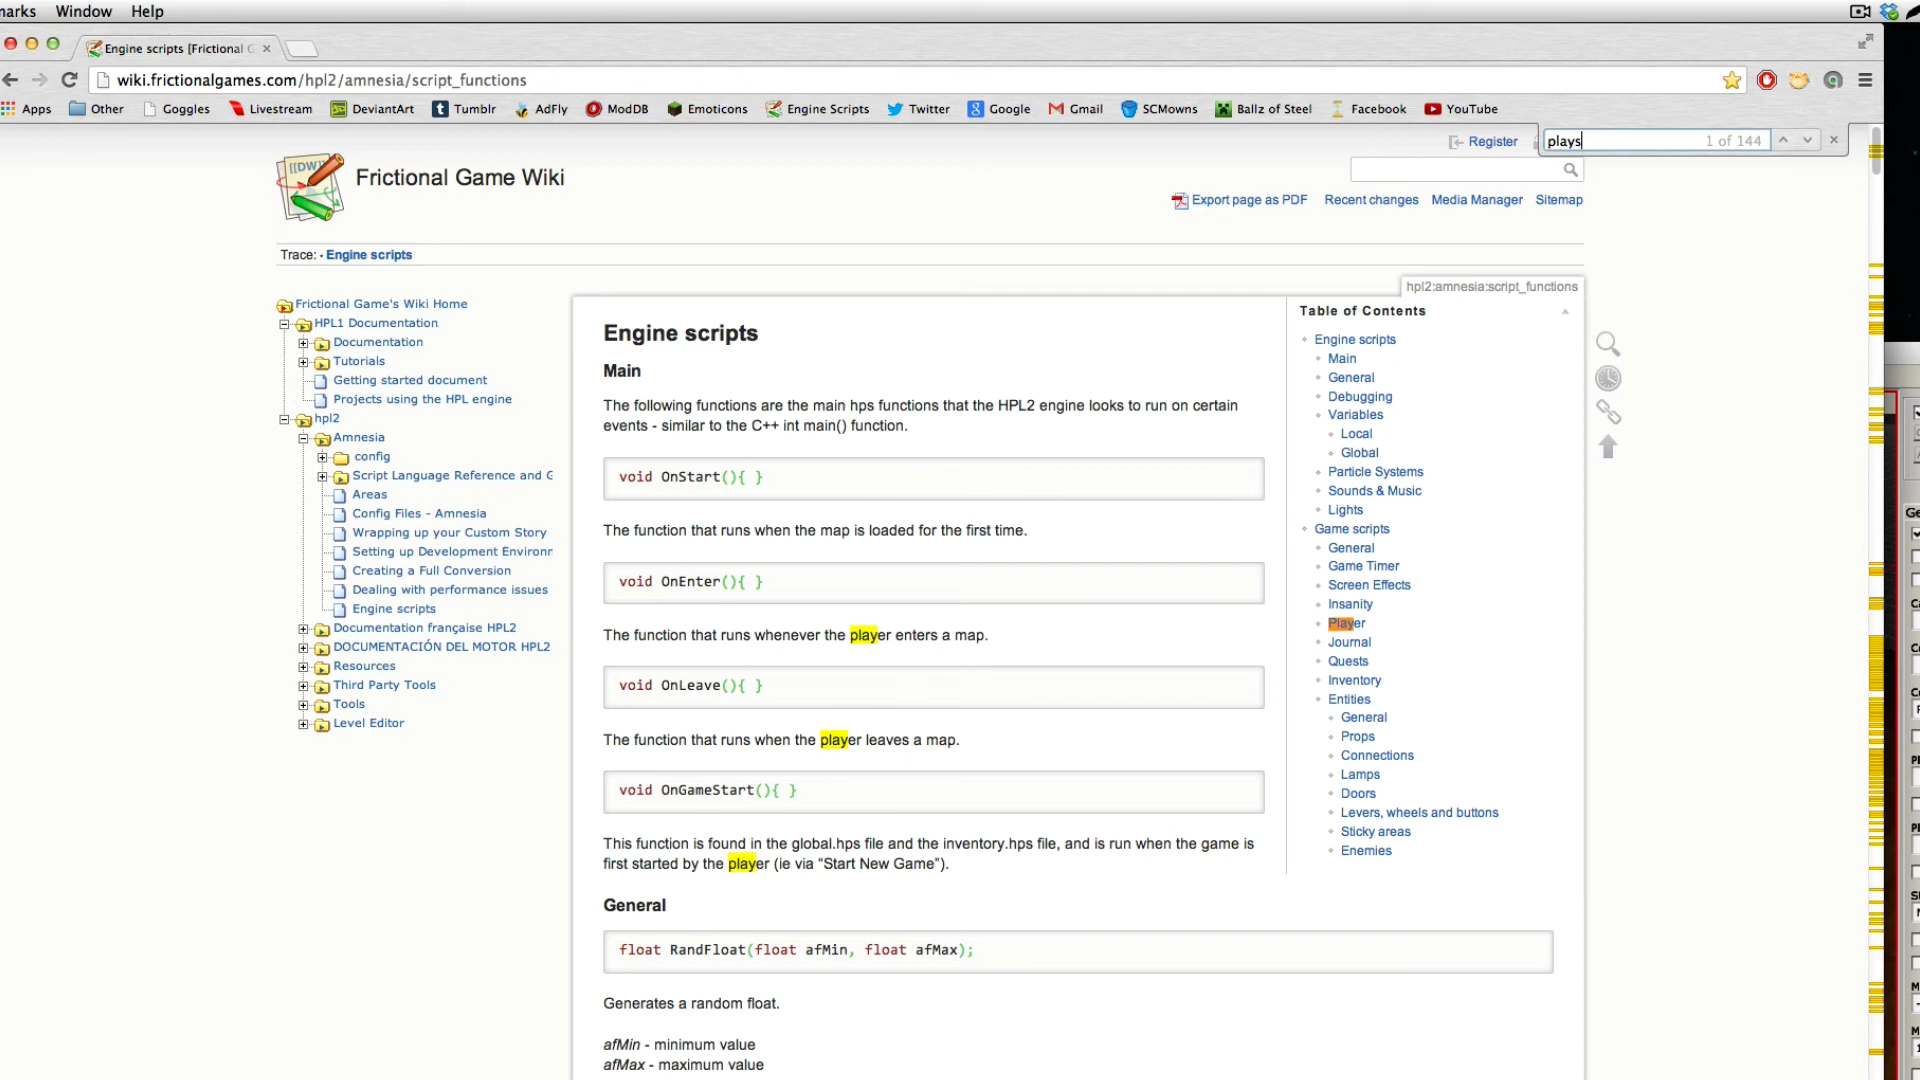 arks Window Help
Engine scripts [Frictional G
wiki.frictionalgames.com/hpl2/amnesia/script_functions
Apps Other Goggles Livestream DeviantArt Tumblr AdFly ModDB Emoticons Engine Scripts Twitter Google Gmail SCMowns Ballz of Steel Facebook YouTube
plays 1 of 144
Register
[[DW]]
Frictional Game Wiki
Export page as PDF Recent changes Media Manager Sitemap
Trace: • Engine scripts
hpl2:amnesia:script_functions
Frictional Game's Wiki Home
HPL1 Documentation
Documentation
Tutorials
Getting started document
Projects using the HPL engine
hpl2
Amnesia
config
Script Language Reference and G
Areas
Config Files - Amnesia
Wrapping up your Custom Story
Setting up Development Environm
Creating a Full Conversion
Dealing with performance issues
Engine scripts
Documentation française HPL2
DOCUMENTACIÓN DEL MOTOR HPL2
Resources
Third Party Tools
Tools
Level Editor
Engine scripts
Main
The following functions are the main hps functions that the HPL2 engine looks to run on certain
events - similar to the C++ int main() function.
void OnStart(){ }
The function that runs when the map is loaded for the first time.
void OnEnter(){ }
The function that runs whenever the player enters a map.
void OnLeave(){ }
The function that runs when the player leaves a map.
void OnGameStart(){ }
This function is found in the global.hps file and the inventory.hps file, and is run when the game is
first started by the player (ie via “Start New Game”).
General
float RandFloat(float afMin, float afMax);
Generates a random float.
afMin - minimum value
afMax - maximum value
Table of Contents
Engine scripts
Main
General
Debugging
Variables
Local
Global
Particle Systems
Sounds & Music
Lights
Game scripts
General
Game Timer
Screen Effects
Insanity
Player
Journal
Quests
Inventory
Entities
General
Props
Connections
Lamps
Doors
Levers, wheels and buttons
Sticky areas
Enemies